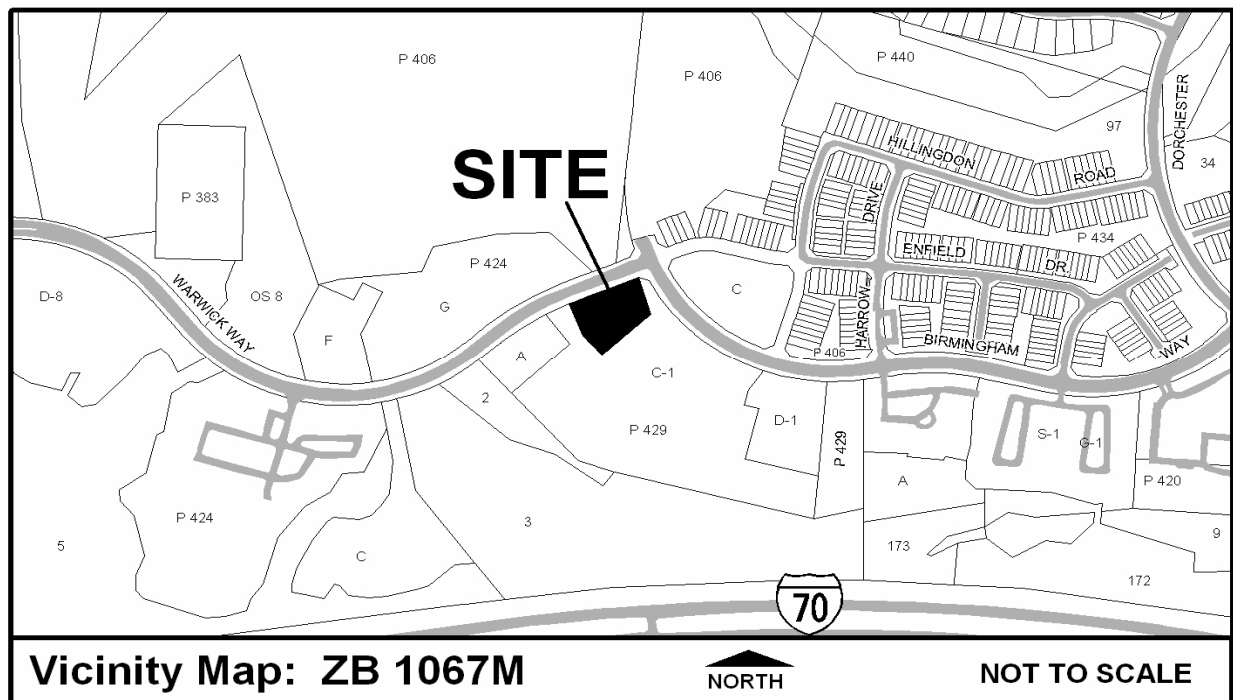 P 406
P 406
P 440
DORCHESTER
97
34
HILLINGDON
ROAD
SITE
P 383
DRIVE
P 434
ENFIELD
DR.
P 424
D-8
WARWICK WAY
OS 8
G
C
F
HARROW
BIRMINGHAM
WAY
A
P 406
C-1
2
D-1
P 429
P 429
S-1
G-1
A
P 420
P 424
3
5
C
173
9
172
70
Vicinity Map: ZB 1067M
NORTH
NOT TO SCALE